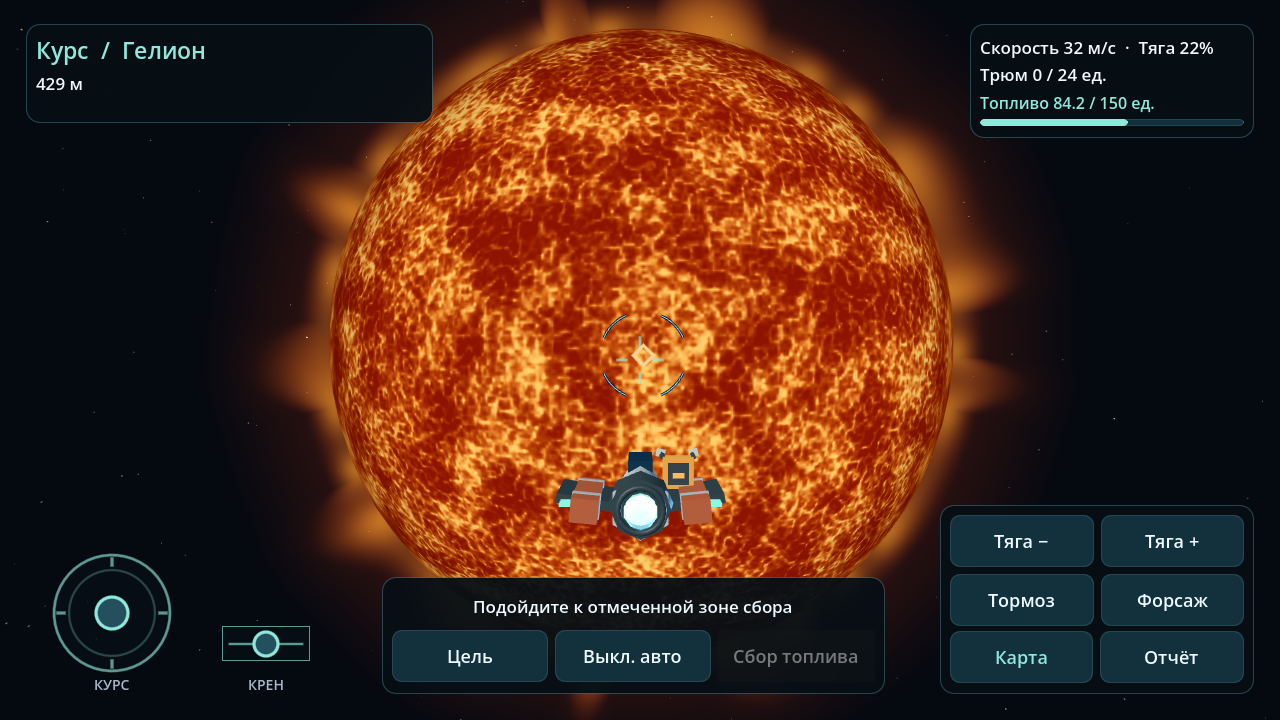 Курс / Гелион
429 м
Скорость 32 м/с · Тяга 22%
Трюм 0 / 24 ед.
Топливо 84.2 / 150 ед.
Подойдите к отмеченной зоне сбора
Цель
Выкл. авто
Сбор топлива
Тяга −
Тяга +
Тормоз
Форсаж
Карта
Отчёт
КУРС
КРЕН